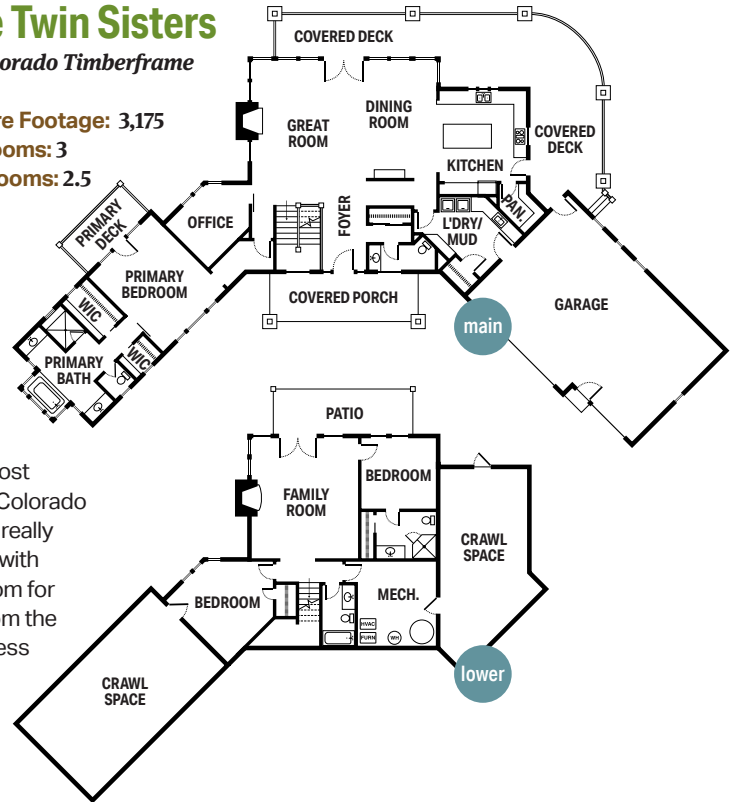 e Twin Sisters
orado Timberframe
re Footage: 3,175
ooms: 3
rooms: 2.5
COVERED DECK
DINING
ROOM
GREAT
ROOM
COVERED
DECK
KITCHEN
PAN.
PRIMARY
DECK
OFFICE
FOYER
L'DRY/
MUD
PRIMARY
BEDROOM
WIC
COVERED PORCH
GARAGE
main
PRIMARY
BATH
WIC
PATIO
ost
Colorado
really
with
om for
om the
ess
BEDROOM
FAMILY
ROOM
CRAWL
SPACE
BEDROOM
MECH.
HVAC
FURN
WH
CRAWL
SPACE
lower